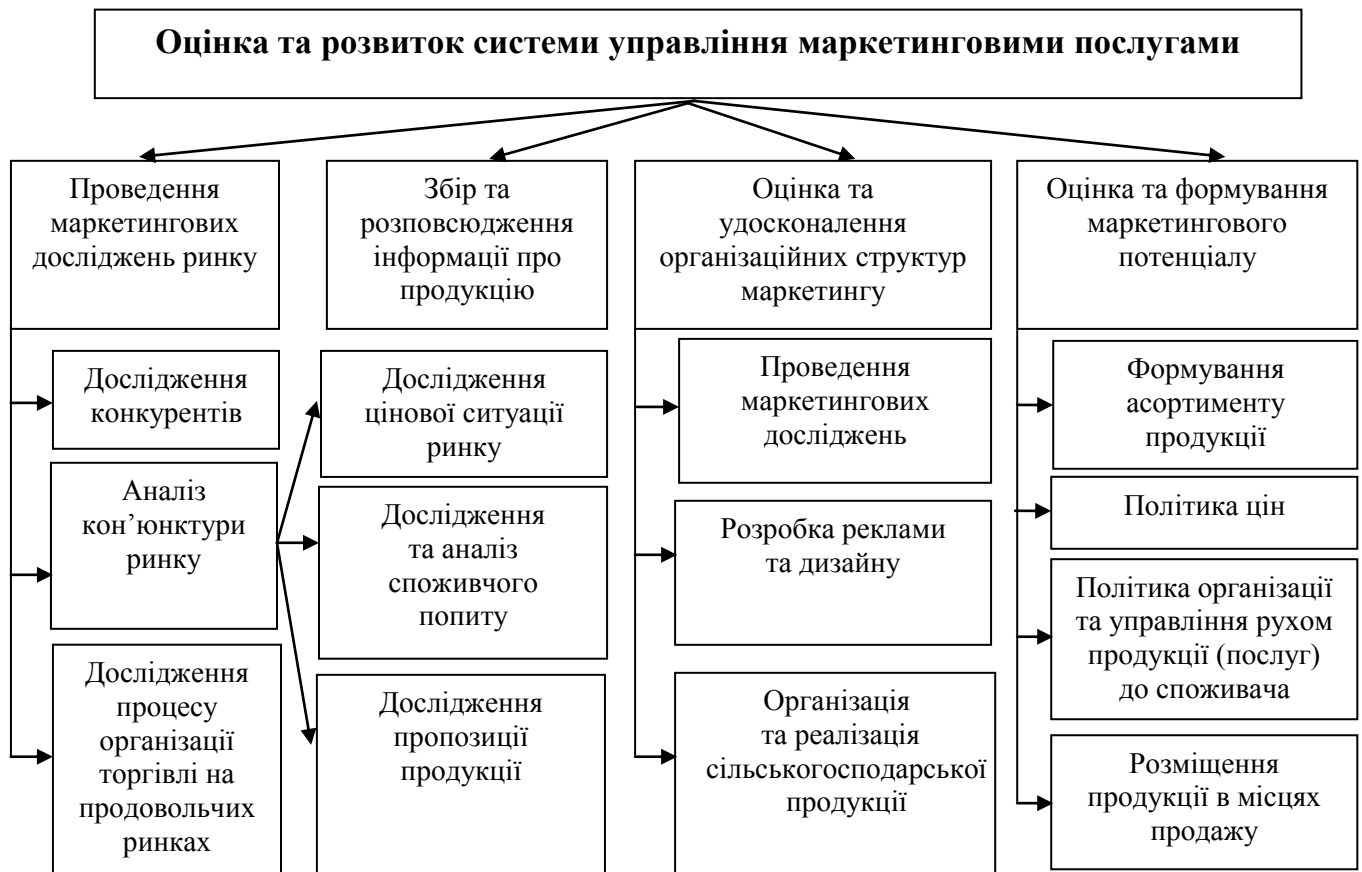 Оцінка та розвиток системи управління маркетинговими послугами
Проведення
маркетингових
досліджень ринку
Збір та
розповсюдження
інформації про
продукцію
Оцінка та
удосконалення
організаційних структур
маркетингу
Оцінка та формування
маркетингового
потенціалу
Дослідження
конкурентів
Аналіз
кон’юнктури
ринку
Дослідження
процесу
організації
торгівлі на
продовольчих
ринках
Дослідження
цінової ситуації
ринку
Дослідження
та аналіз
споживчого
попиту
Дослідження
пропозиції
продукції
Проведення
маркетингових
досліджень
Розробка реклами
та дизайну
Організація
та реалізація
сільськогосподарської
продукції
Формування
асортименту
продукції
Політика цін
Політика організації
та управління рухом
продукції (послуг)
до споживача
Розміщення
продукції в місцях
продажу